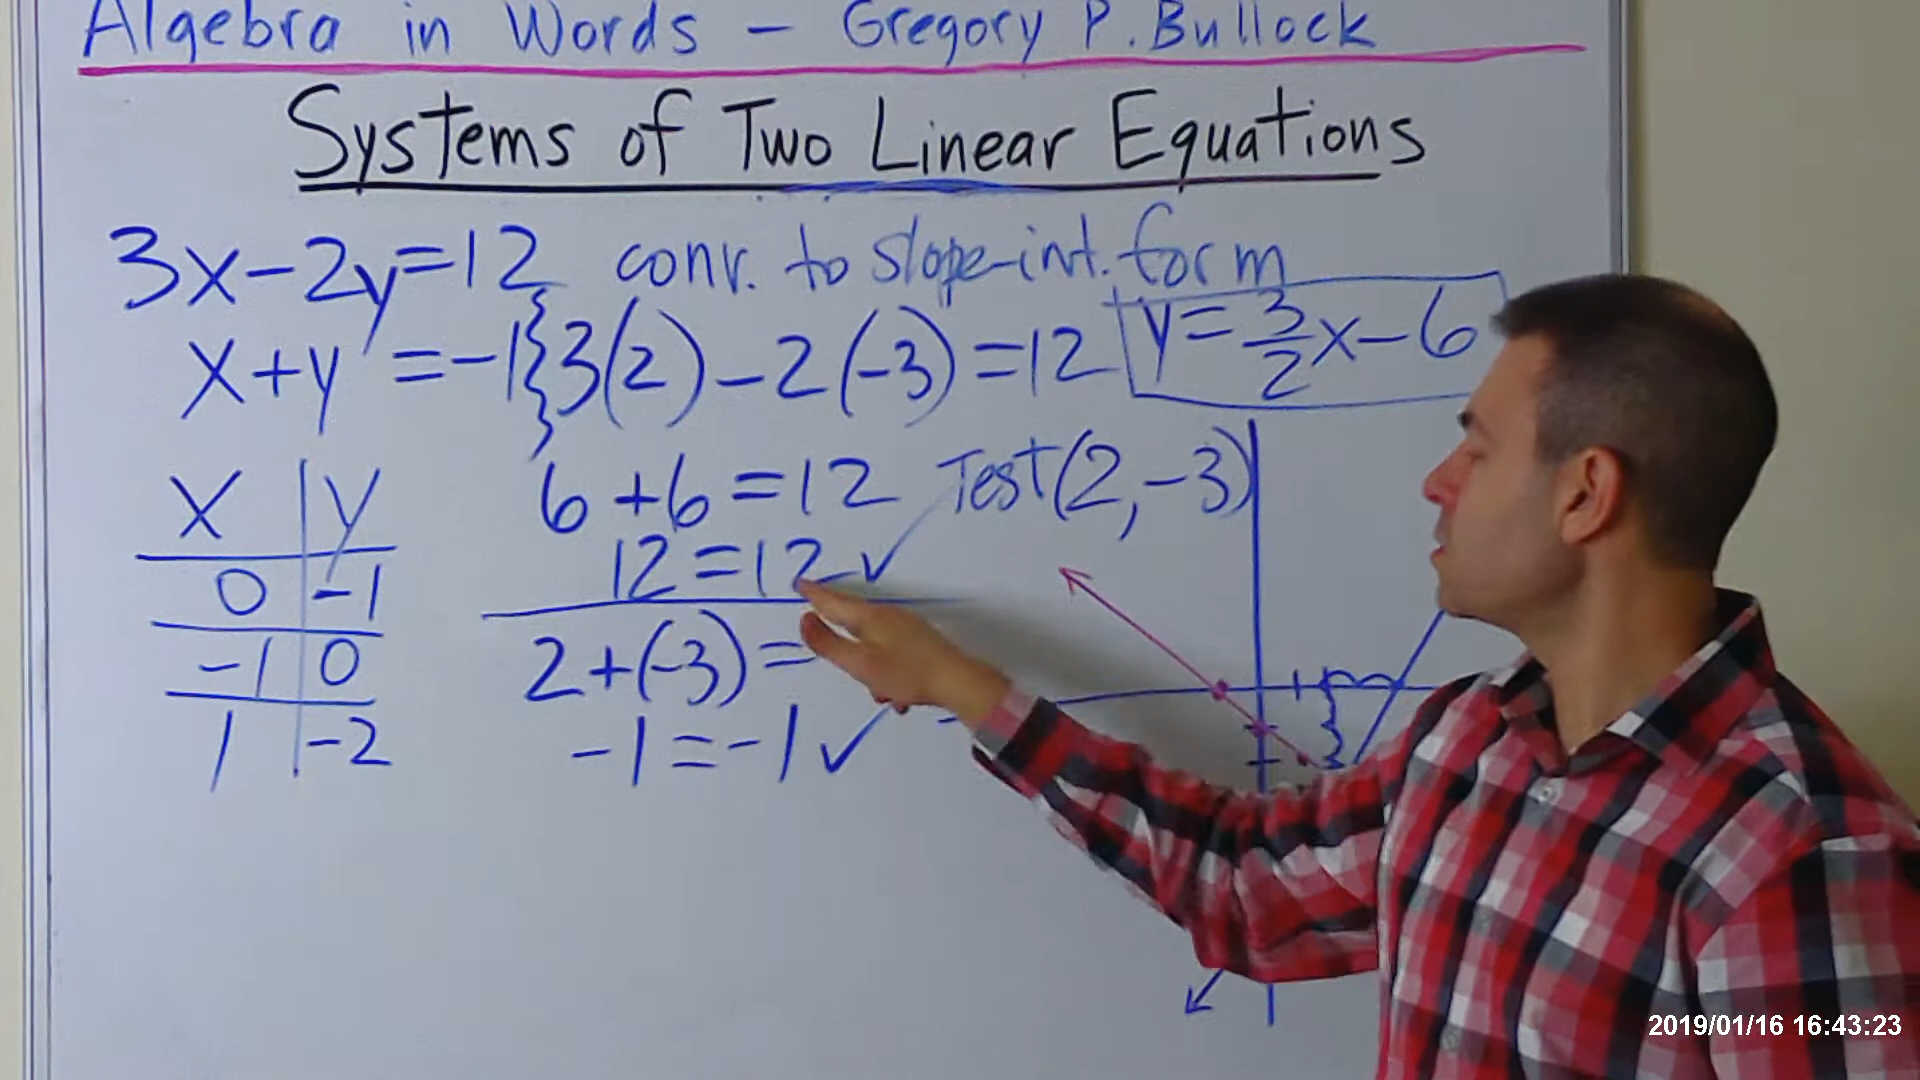 Algebra in Words - Gregory P. Bullock
Systems of Two Linear Equations
3x-2y=12 conv. to slope-int. form
x+y=-1 } 3(2)-2(-3)=12 y=3/2x-6
6+6=12 Test (2,-3)
12=12✓
2+(-3)=
-1=-1✓
x | y
0 | -1
-1 | 0
1 | -2
2019/01/16 16:43:23